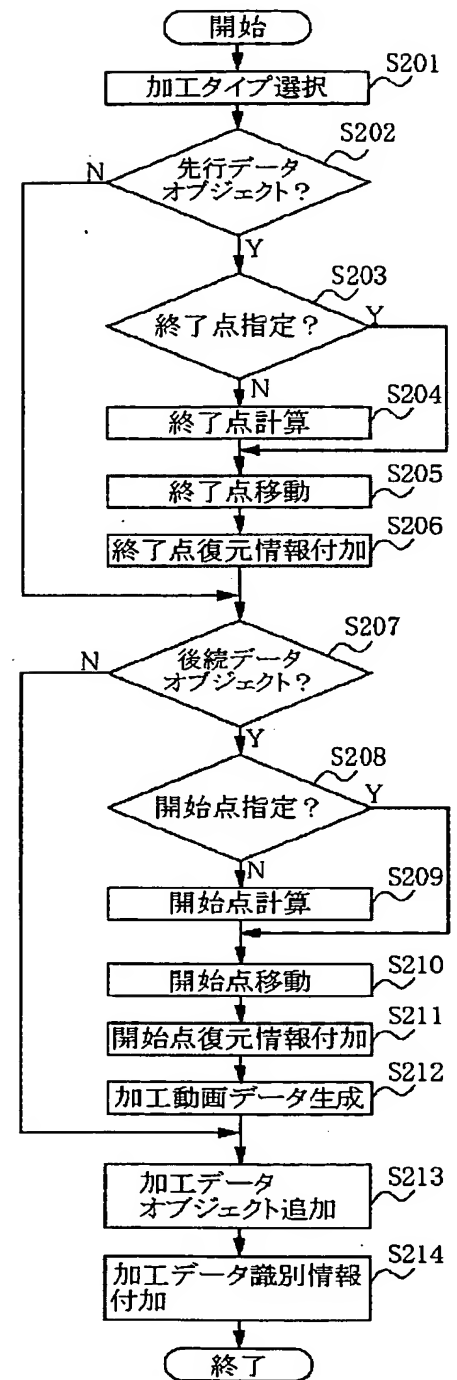 開始
S201
加工タイプ選択
S202
先行データ
オブジェクト？
N
Y
S203
終了点指定？
Y
N
S204
終了点計算
S205
終了点移動
S206
終了点復元情報付加
S207
後続データ
オブジェクト？
N
Y
S208
開始点指定？
Y
N
S209
開始点計算
S210
開始点移動
S211
開始点復元情報付加
S212
加工動画データ生成
S213
加工データ
オブジェクト追加
S214
加工データ識別情報
付加
終了